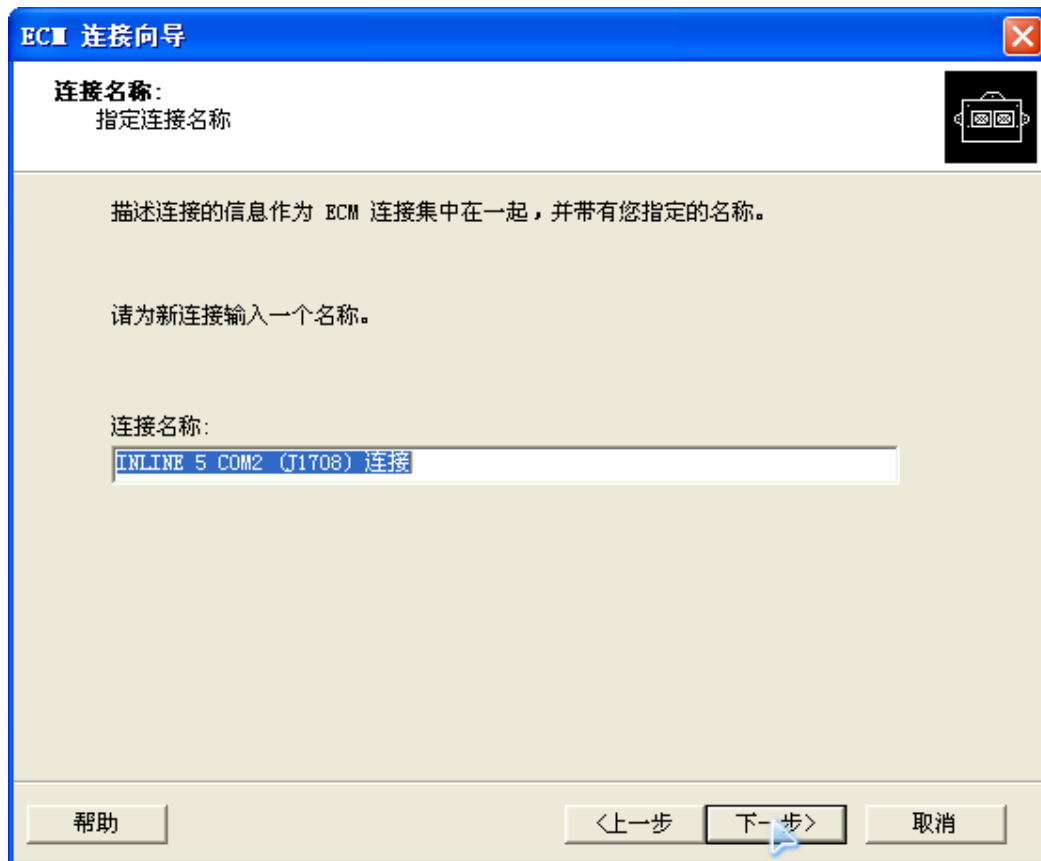 ECM 连接向导
连接名称:
指定连接名称
描述连接的信息作为 ECM 连接集中在一起，并带有您指定的名称。
请为新连接输入一个名称。
连接名称:
INLINE 5 COM2 (J1708) 连接
帮助
<上一步
下一步>
取消